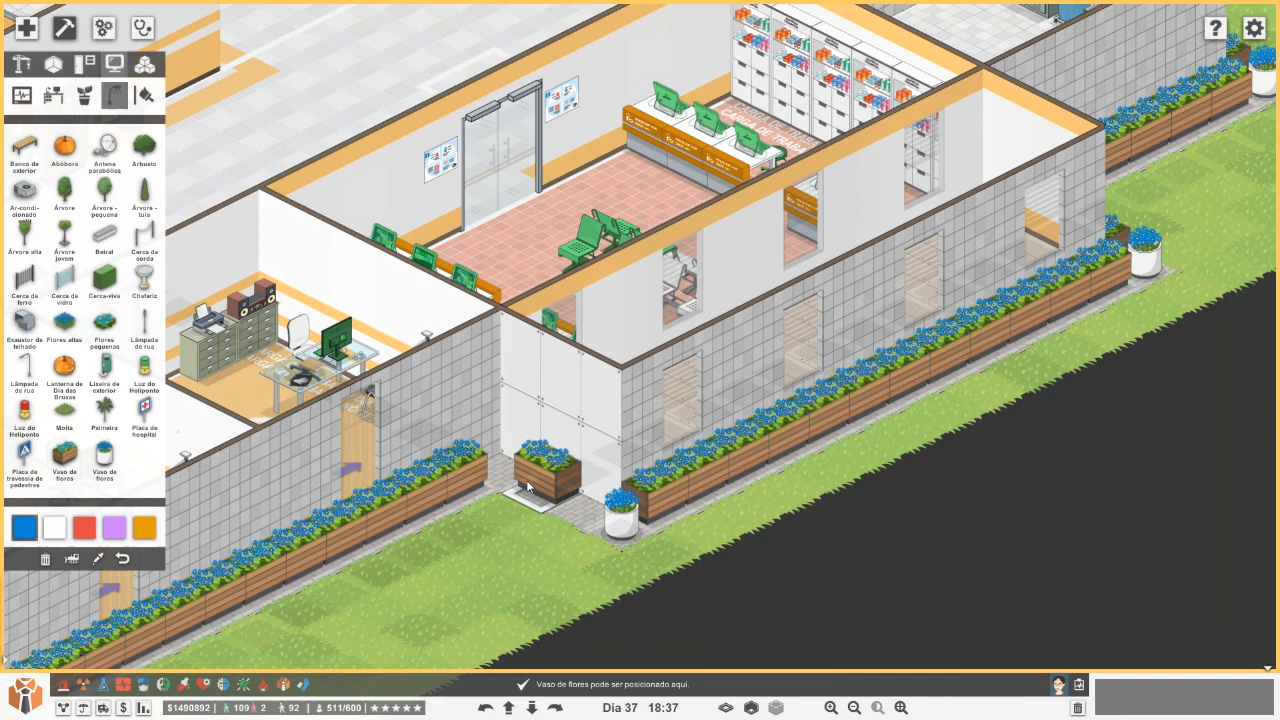 ?
Banco de exterior
Abóbora
Antena parabólica
Arbusto
Ar-condi-cionado
Árvore
Árvore - pequena
Árvore - tuia
Árvore alta
Árvore jovem
Beiral
Cerca de corda
Cerca de ferro
Cerca de vidro
Cerca-viva
Chafariz
Exaustor de telhado
Flores altas
Flores pequenas
Lâmpada de rua
Lâmpada de rua
Lanterna de Dia das Bruxas
Lixeira de exterior
Luz do Heliponto
Luz do Heliponto
Moita
Palmeira
Placa de hospital
Placa de travessia de pedestres
Vaso de flores
Vaso de flores
Vaso de flores pode ser posicionado aqui.
$1490892 109 2 92 511/600
Dia 37 18:37